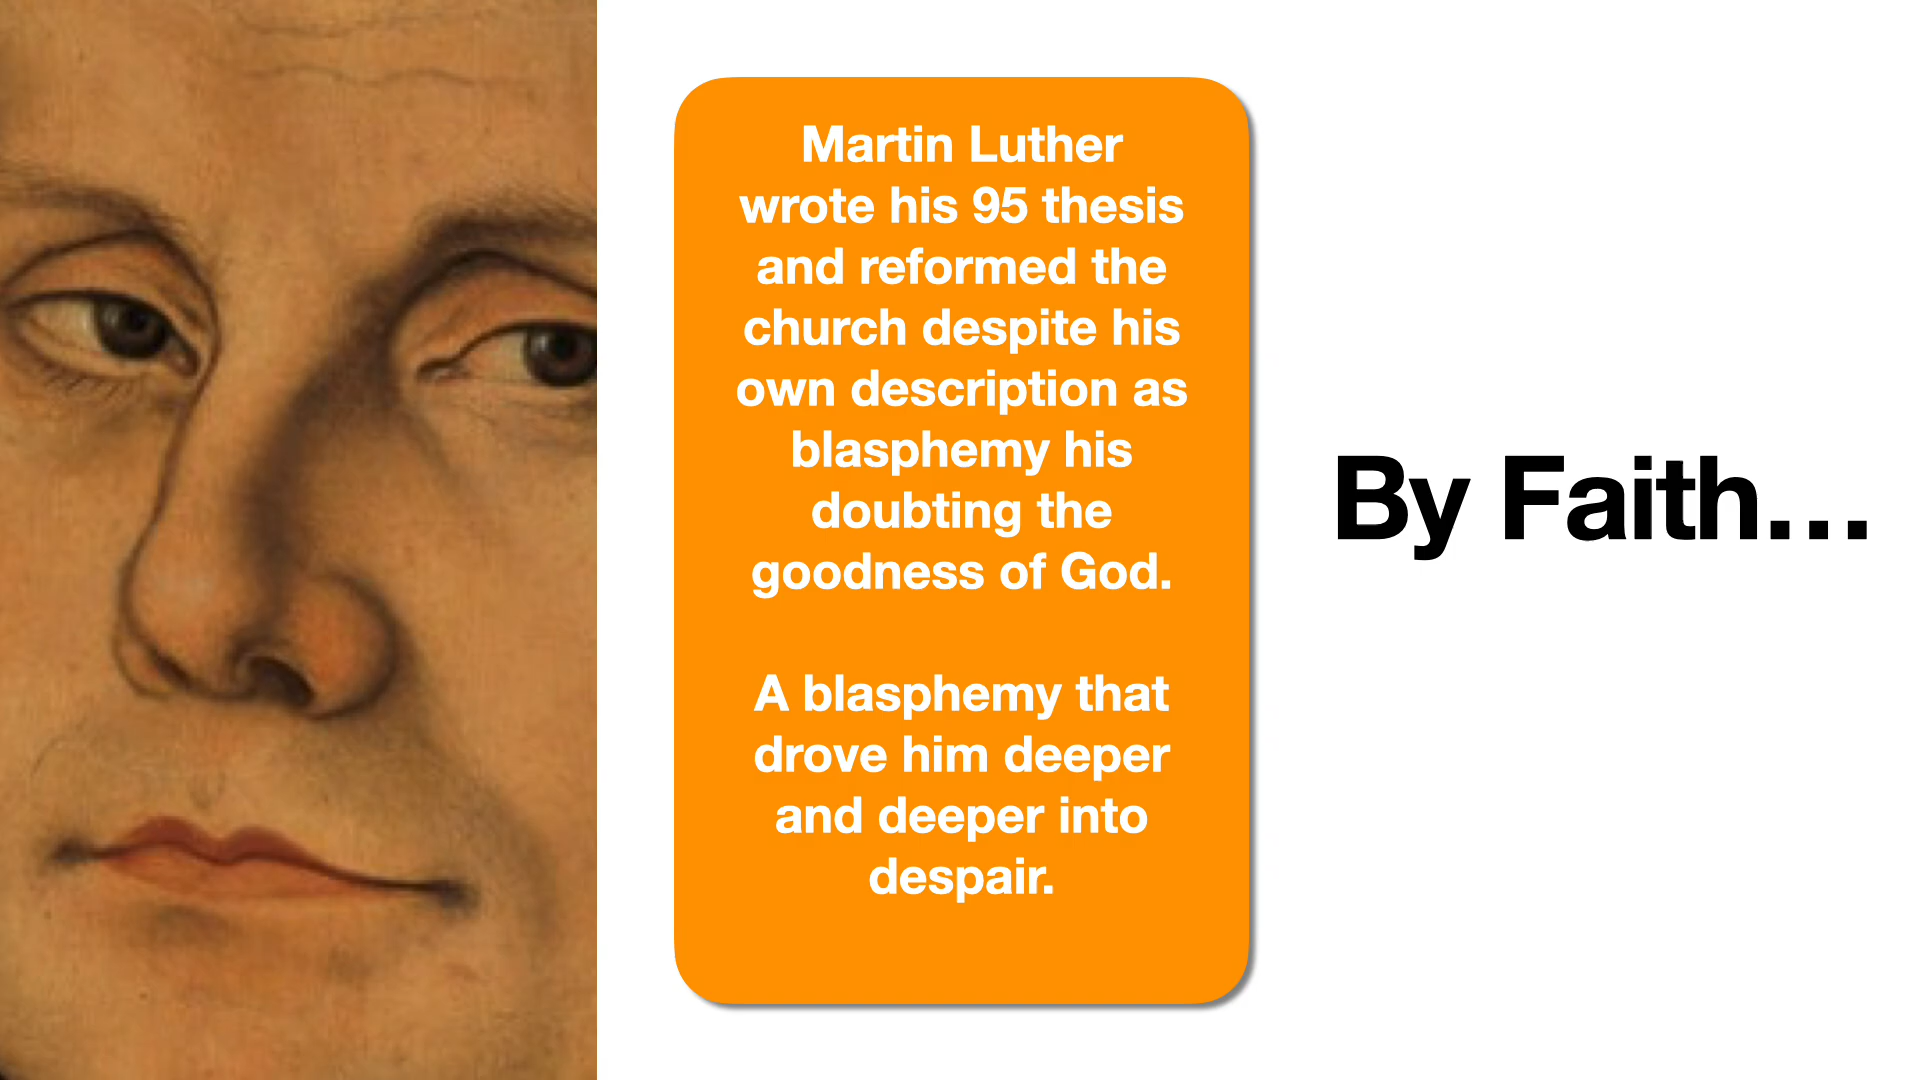 Martin Luther
wrote his 95 thesis
and reformed the
church despite his
own description as
blasphemy his
doubting the
goodness of God.
A blasphemy that
drove him deeper
and deeper into
despair.
By Faith…